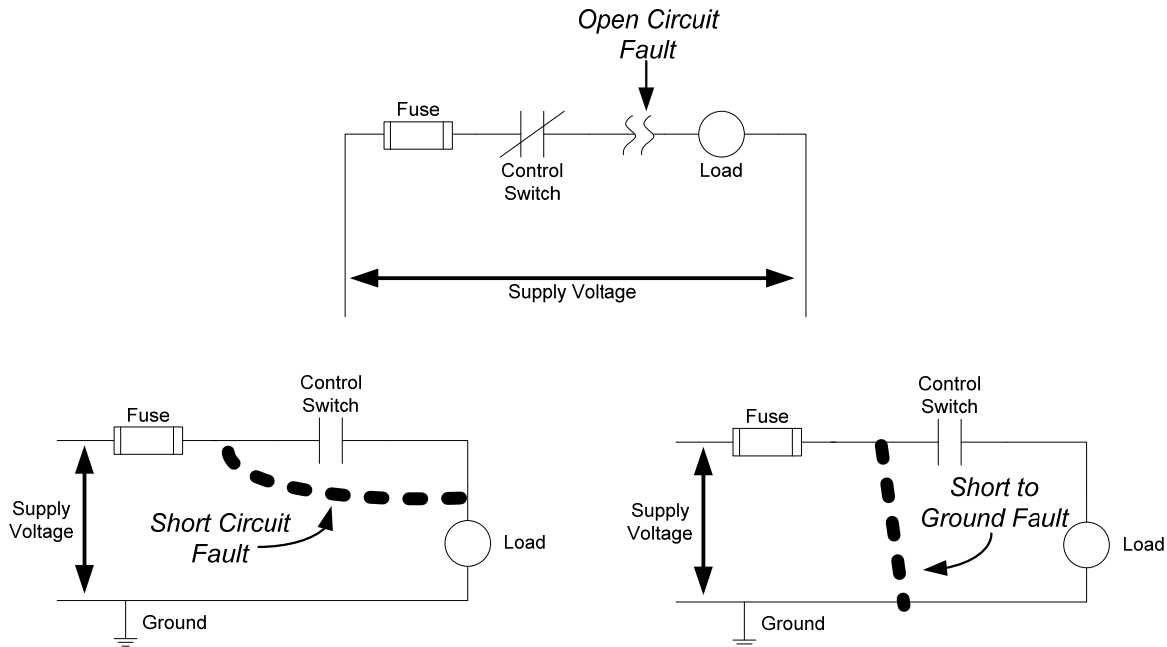 Open Circuit
Fault
Fuse
Control
Switch
Load
Supply Voltage
Control
Switch
Fuse
Supply
Voltage
Short Circuit
Fault
Load
Ground
Control
Switch
Fuse
Supply
Voltage
Short to
Ground Fault
Load
Ground